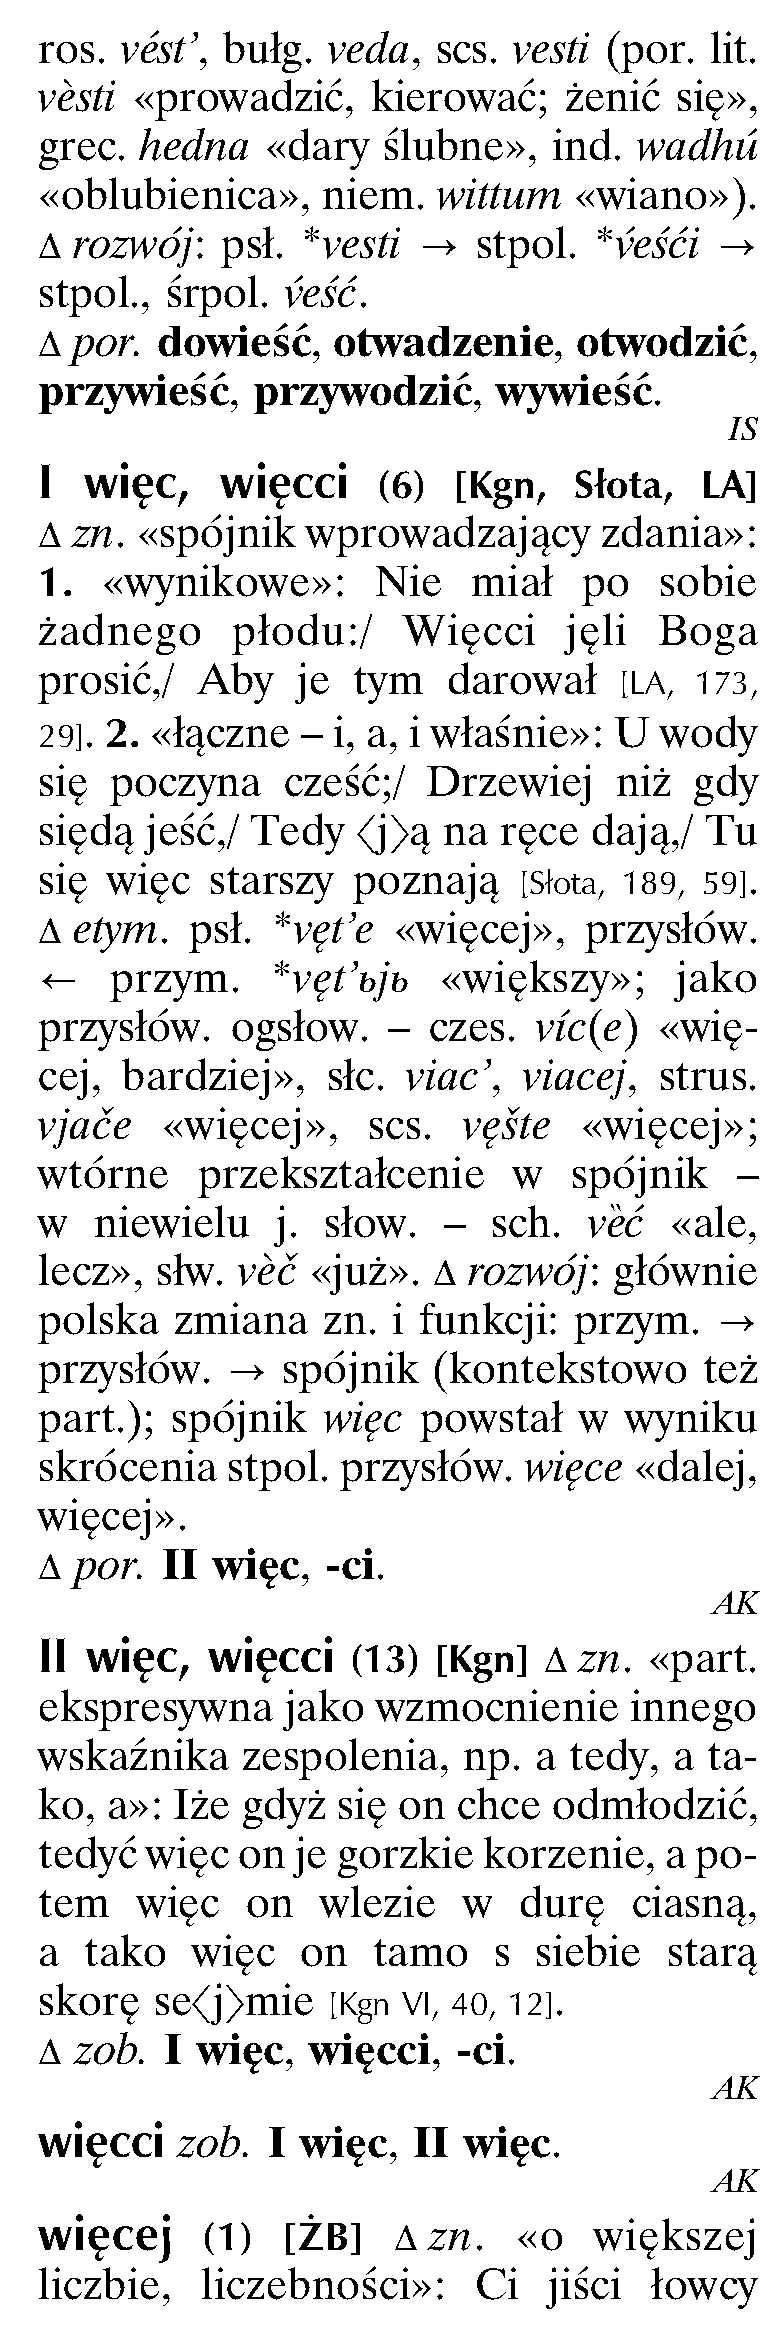 ros. vést’, bułg. veda, scs. vesti (por. lit.
vèsti «prowadzić, kierować; żenić się»,
grec. hedna «dary ślubne», ind. wadhú
«oblubienica», niem. wittum «wiano»).
∆ rozwój: psł. *vesti → stpol. *v́eśći →
stpol., śrpol. v́eść.
∆ por. dowieść, otwadzenie, otwodzić,
przywieść, przywodzić, wywieść.
IS
I więc, więcci (6) [Kgn, Słota, LA]
∆ zn. «spójnik wprowadzający zdania»:
1. «wynikowe»: Nie miał po sobie
żadnego płodu:/ Więcci jęli Boga
prosić,/ Aby je tym darował [LA, 173,
29]. 2. «łączne – i, a, i właśnie»: U wody
się poczyna cześć;/ Drzewiej niż gdy
siędą jeść,/ Tedy ⟨j⟩ą na ręce dają,/ Tu
się więc starszy poznają [Słota, 189, 59].
∆ etym. psł. *vęt’e «więcej», przysłów.
← przym. *vęt’ьjь «większy»; jako
przysłów. ogsłow. – czes. víc(e) «wię-
cej, bardziej», słc. viac’, viacej, strus.
vjače «więcej», scs. vęšte «więcej»;
wtórne przekształcenie w spójnik –
w niewielu j. słow. – sch. vȅć «ale,
lecz», słw. vèč «już». ∆ rozwój: głównie
polska zmiana zn. i funkcji: przym. →
przysłów. → spójnik (kontekstowo też
part.); spójnik więc powstał w wyniku
skrócenia stpol. przysłów. więce «dalej,
więcej».
∆ por. II więc, -ci.
AK
II więc, więcci (13) [Kgn] ∆ zn. «part.
ekspresywna jako wzmocnienie innego
wskaźnika zespolenia, np. a tedy, a ta-
ko, a»: Iże gdyż się on chce odmłodzić,
tedyć więc on je gorzkie korzenie, a po-
tem więc on wlezie w durę ciasną,
a tako więc on tamo s siebie starą
skorę se⟨j⟩mie [Kgn VI, 40, 12].
∆ zob. I więc, więcci, -ci.
AK
więcci zob. I więc, II więc.
AK
więcej (1) [ŻB] ∆ zn. «o większej
liczbie, liczebności»: Ci jiści łowcy